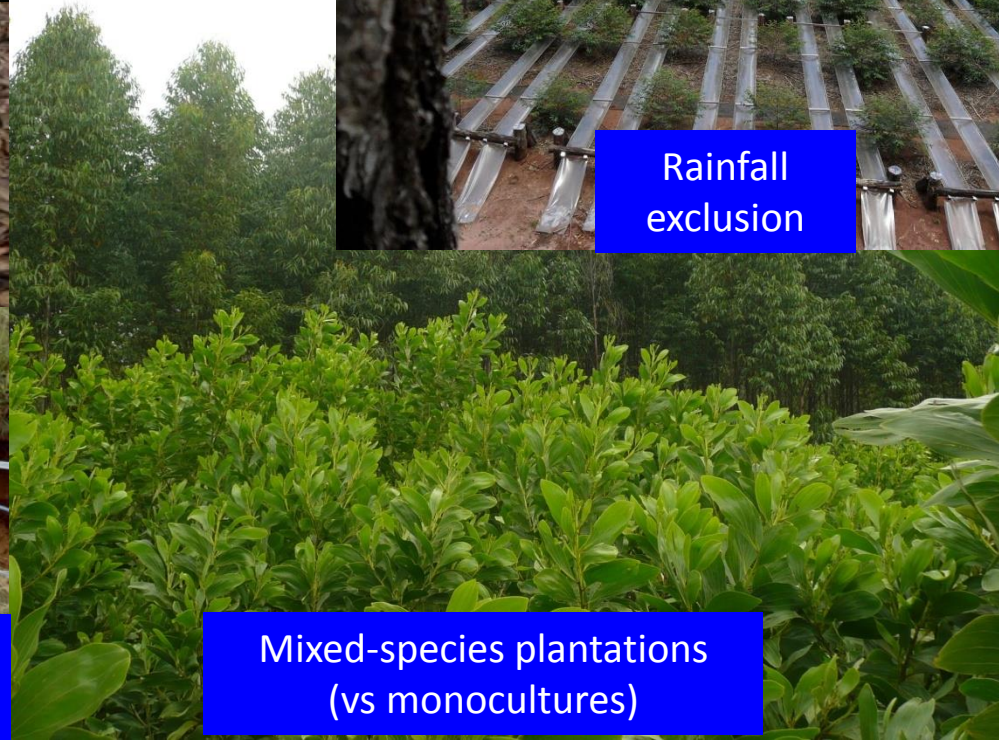 Rainfall
exclusion
Mixed-species plantations
(vs monocultures)